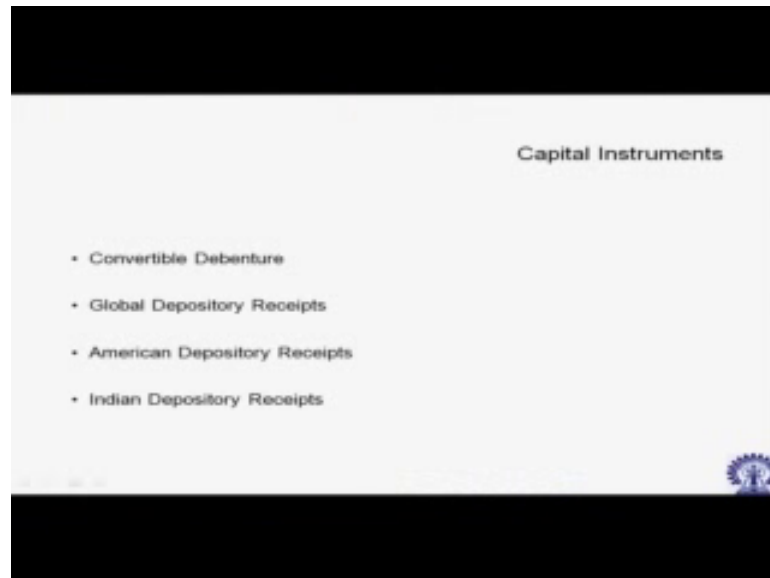 Capital Instruments
• Convertible Debenture
• Global Depository Receipts
• American Depository Receipts
• Indian Depository Receipts